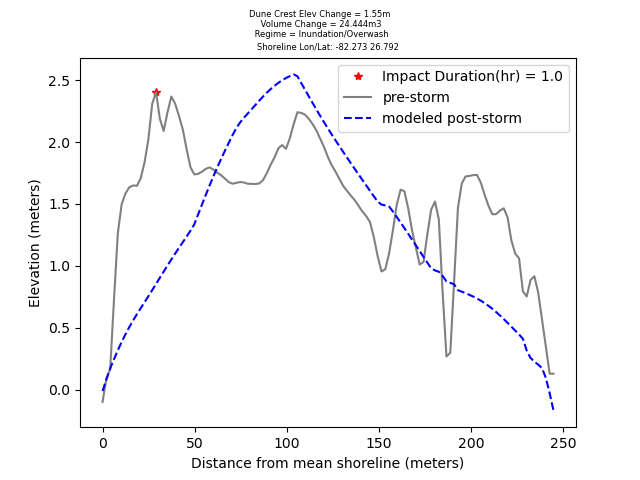 Dune Crest Elev Change = 1.55m
Volume Change = 24.444m3
Regime = Inundation/Overwash
Shoreline Lon/Lat: -82.273 26.792
Impact Duration(hr) = 1.0
pre-storm
modeled post-storm
Elevation (meters)
2.5
2.0
1.5
1.0
0.5
0.0
0 50 100 150 200 250
Distance from mean shoreline (meters)